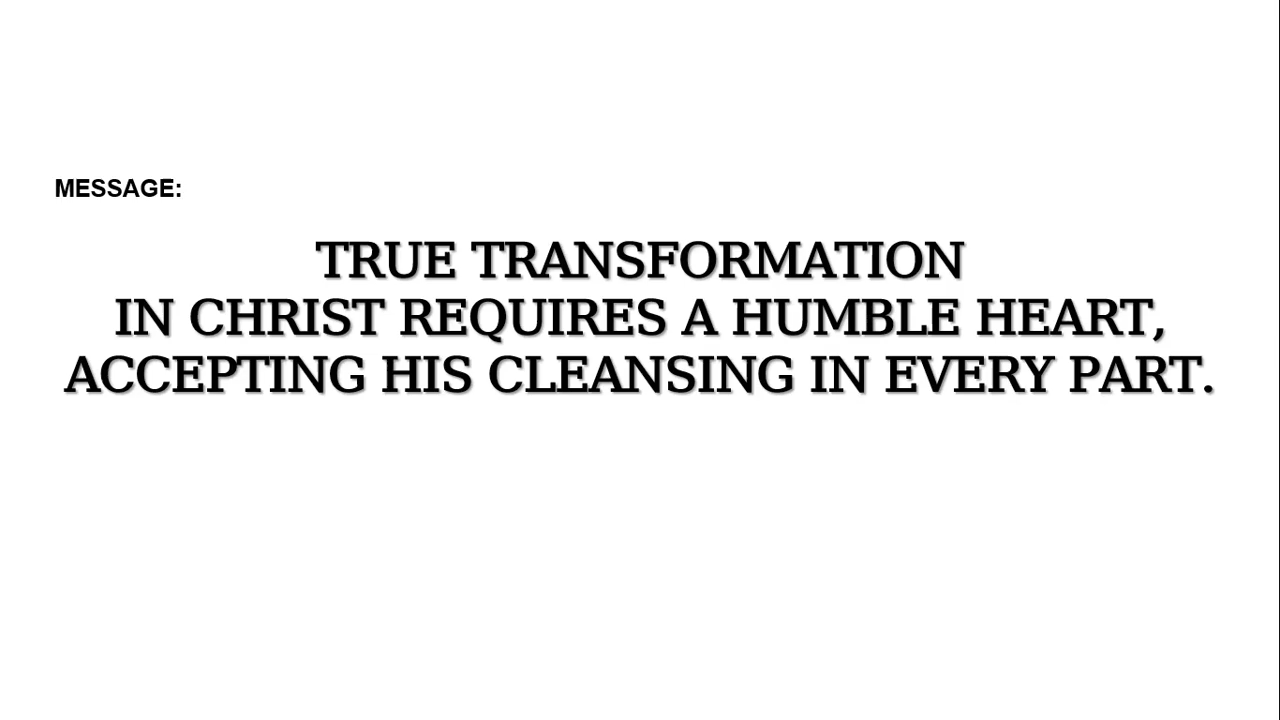 MESSAGE:
TRUE TRANSFORMATION
IN CHRIST REQUIRES A HUMBLE HEART,
ACCEPTING HIS CLEANSING IN EVERY PART.